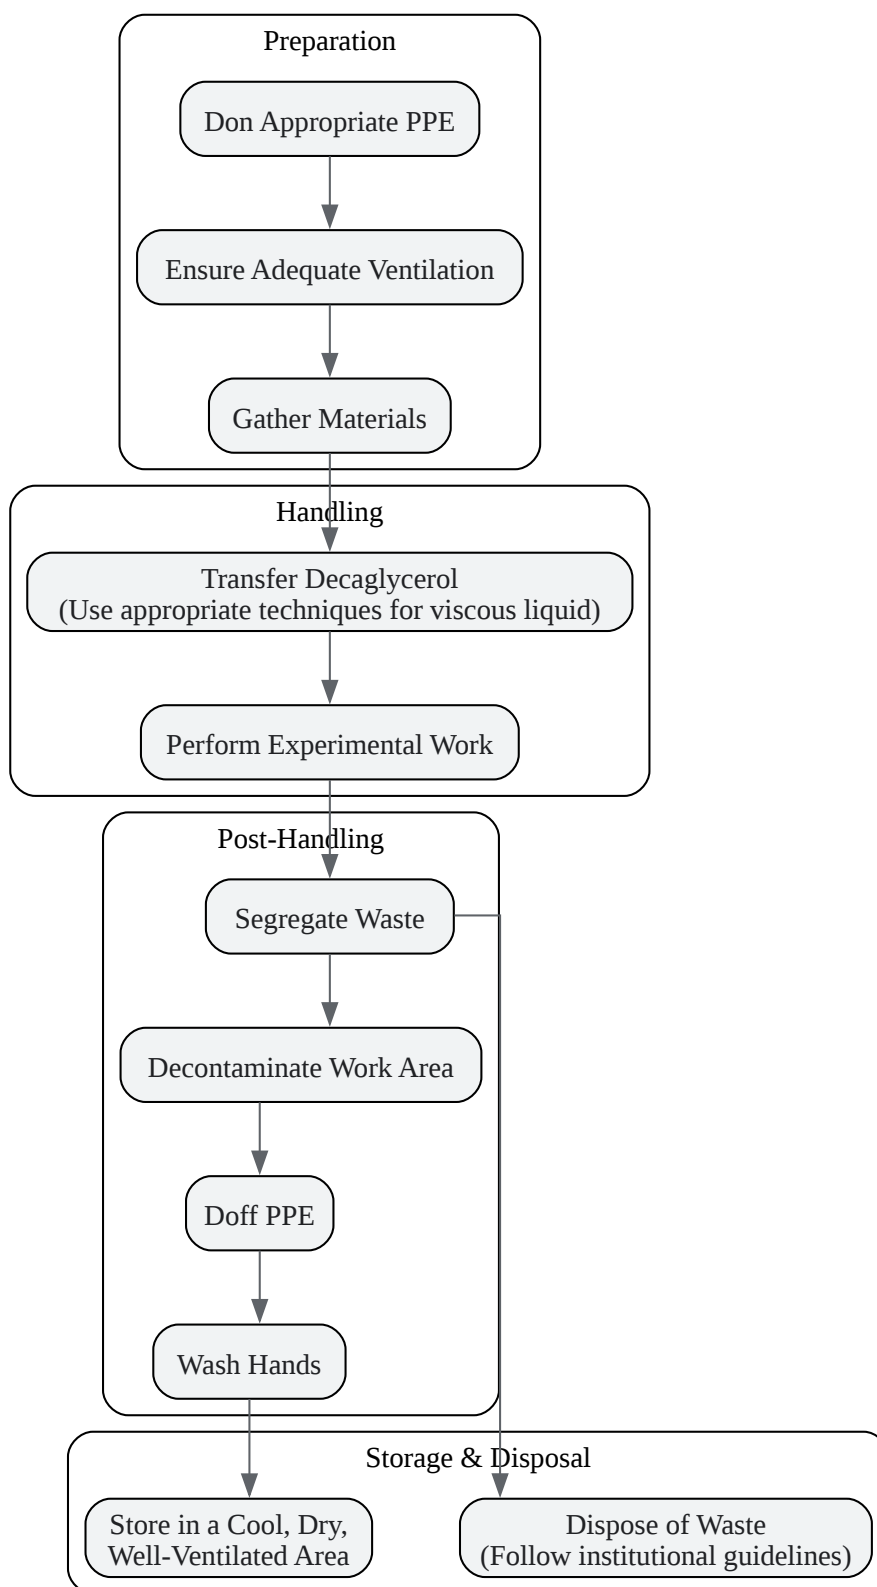 Preparation
Don Appropriate PPE
Ensure Adequate Ventilation
Gather Materials
Handling
Transfer Decaglycerol
(Use appropriate techniques for viscous liquid)
Perform Experimental Work
Post-Handling
Segregate Waste
Decontaminate Work Area
Doff PPE
Wash Hands
Storage & Disposal
Store in a Cool, Dry,
Well-Ventilated Area
Dispose of Waste
(Follow institutional guidelines)